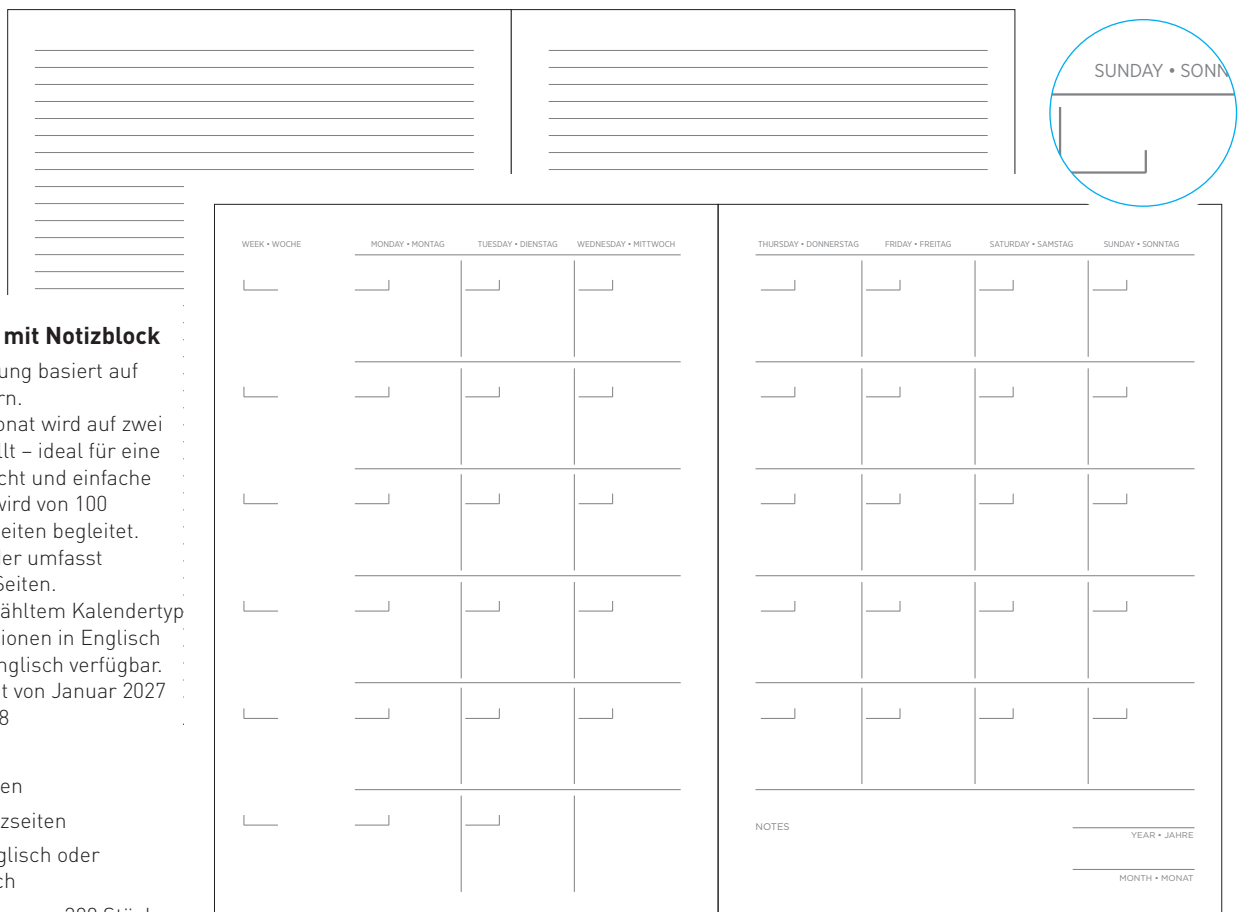 SUNDAY • SONN
WEEK • WOCHE
MONDAY • MONTAG
TUESDAY • DIENSTAG
WEDNESDAY • MITTWOCH
THURSDAY • DONNERSTAG
FRIDAY • FREITAG
SATURDAY • SAMSTAG
SUNDAY • SONNTAG
mit Notizblock
ung basiert auf
rn.
onat wird auf zwei
llt – ideal für eine
cht und einfache
wird von 100
eiten begleitet.
der umfasst
Seiten.
ähltem Kalendertyp
ionen in Englisch
nglisch verfügbar.
t von Januar 2027
8
en
zseiten
glisch oder
ch
NOTES
YEAR • JAHRE
MONTH • MONAT